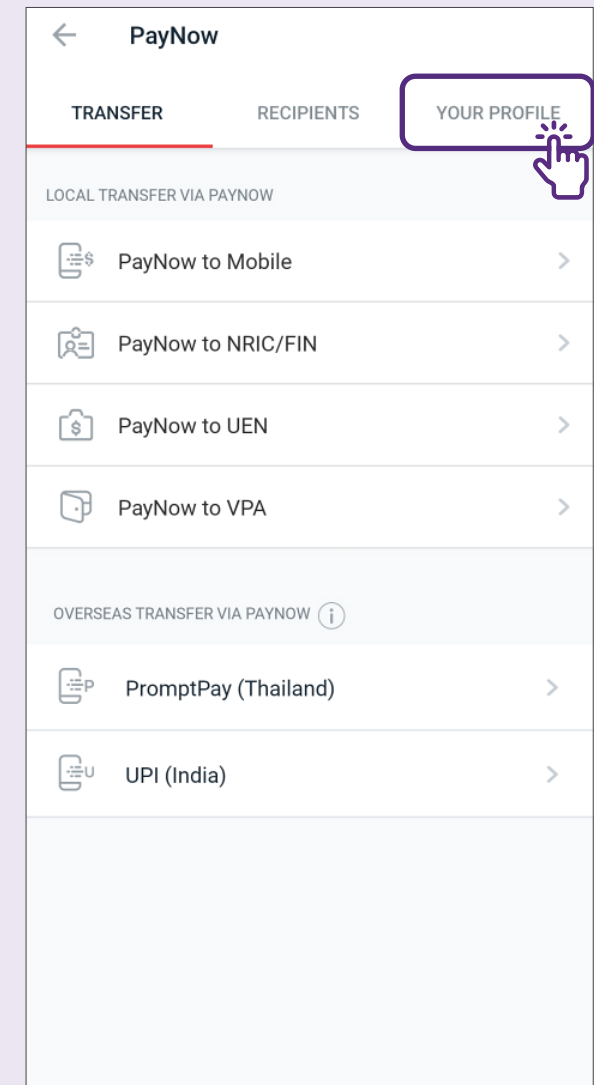 PayNow
TRANSFER RECIPIENTS YOUR PROFILE
LOCAL TRANSFER VIA PAYNOW
PayNow to Mobile
PayNow to NRIC/FIN
PayNow to UEN
PayNow to VPA
OVERSEAS TRANSFER VIA PAYNOW
PromptPay (Thailand)
UPI (India)